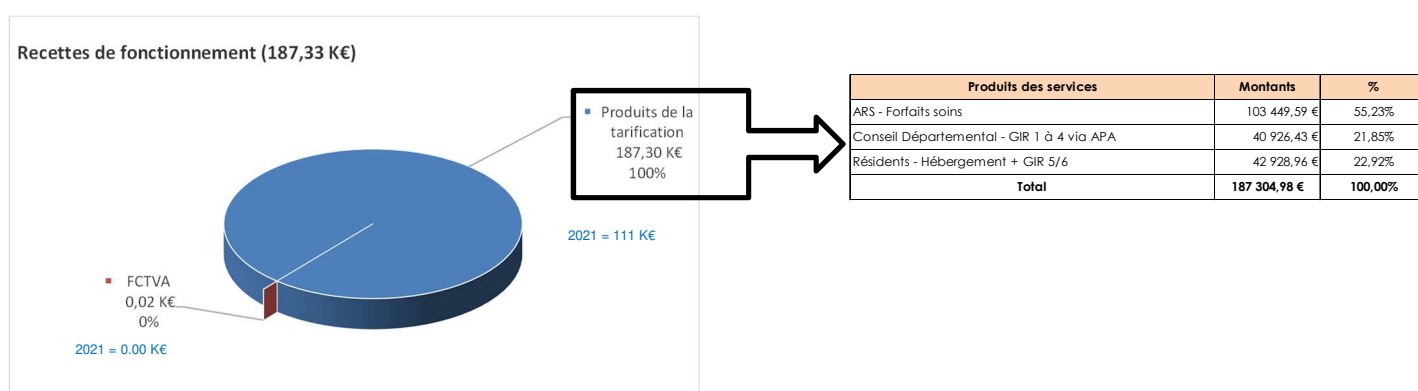 Recettes de fonctionnement (187,33 K€)
Produits de la
tarification
187,30 K€
100%
2021 = 111 K€
FCTVA
0,02 K€
0%
2021 = 0.00 K€
Produits des services Montants %
ARS - Forfaits soins 103 449,59 € 55,23%
Conseil Départemental - GIR 1 à 4 via APA 40 926,43 € 21,85%
Résidents - Hébergement + GIR 5/6 42 928,96 € 22,92%
Total 187 304,98 € 100,00%